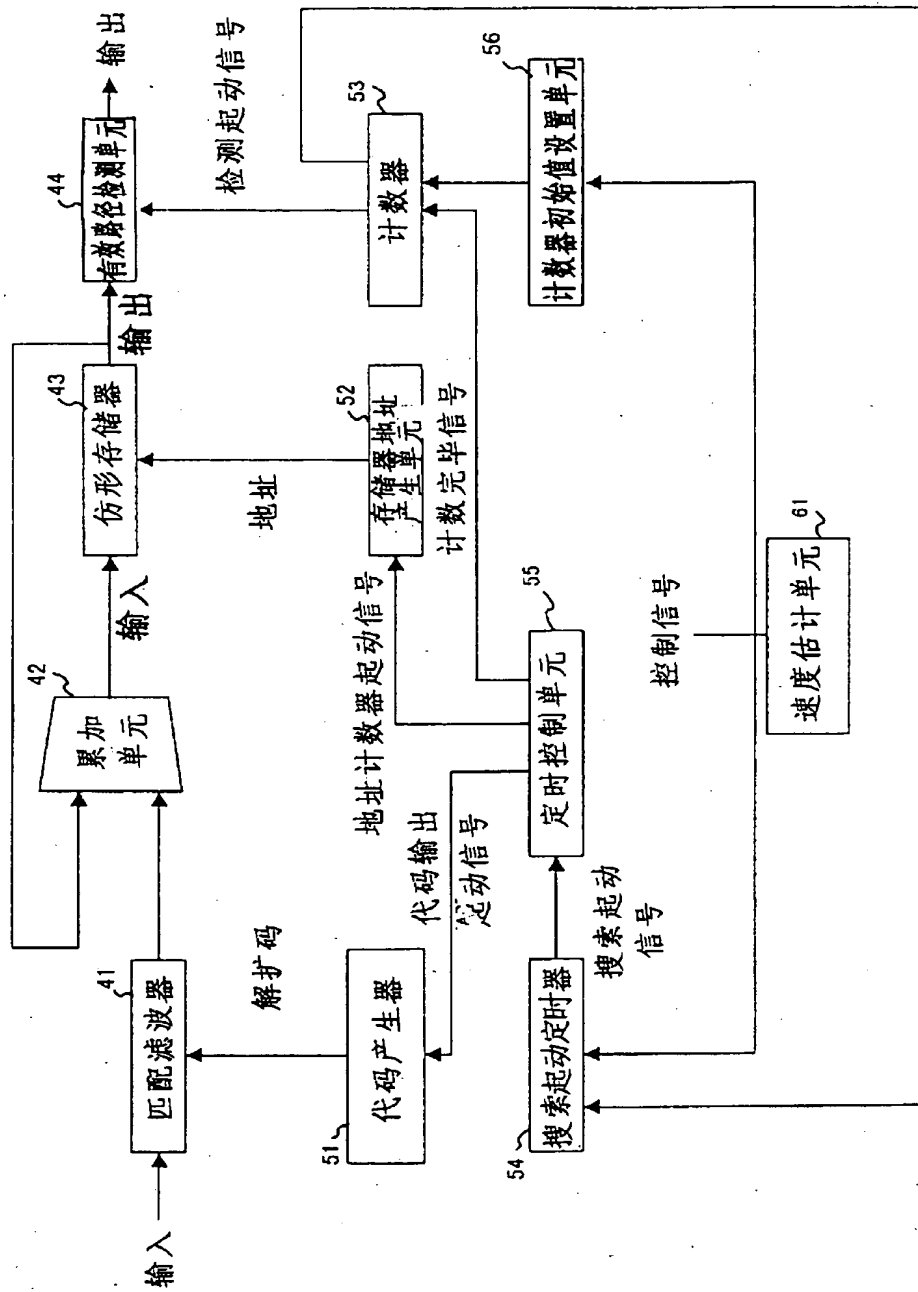 输入
匹配滤波器
41
解扩码
累加
单元
42
输入
仿形存储器
43
输出
有效路径检测单元
44
输出
代码产生器
51
代码输出
起动信号
地址计数器起动信号
地址
存储器地址
产生单元
52
计数完毕信号
计数器
53
检测起动信号
搜索起动定时器
54
搜索起动
信号
定时控制单元
55
计数器初始值设置单元
56
控制信号
速度估计单元
61